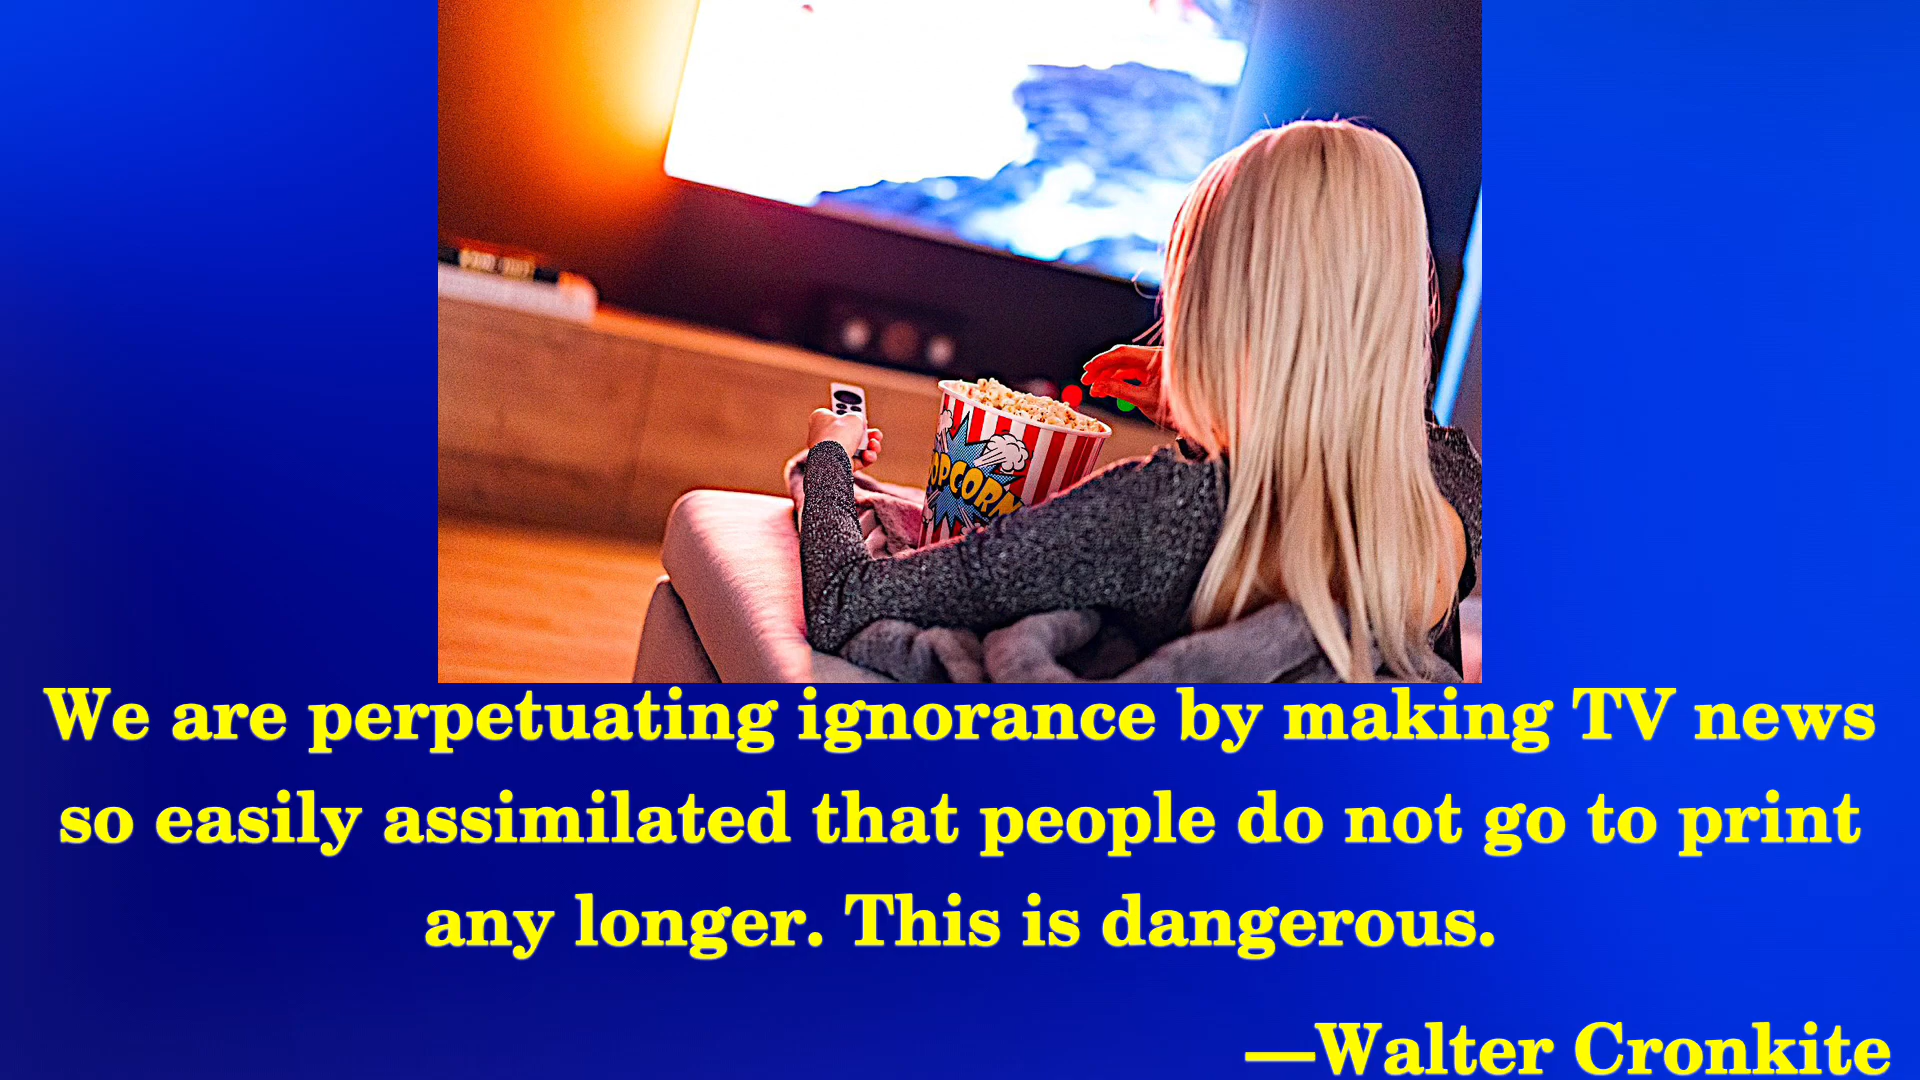 POPCORN
We are perpetuating ignorance by making TV news
so easily assimilated that people do not go to print
any longer. This is dangerous.
—Walter Cronkite